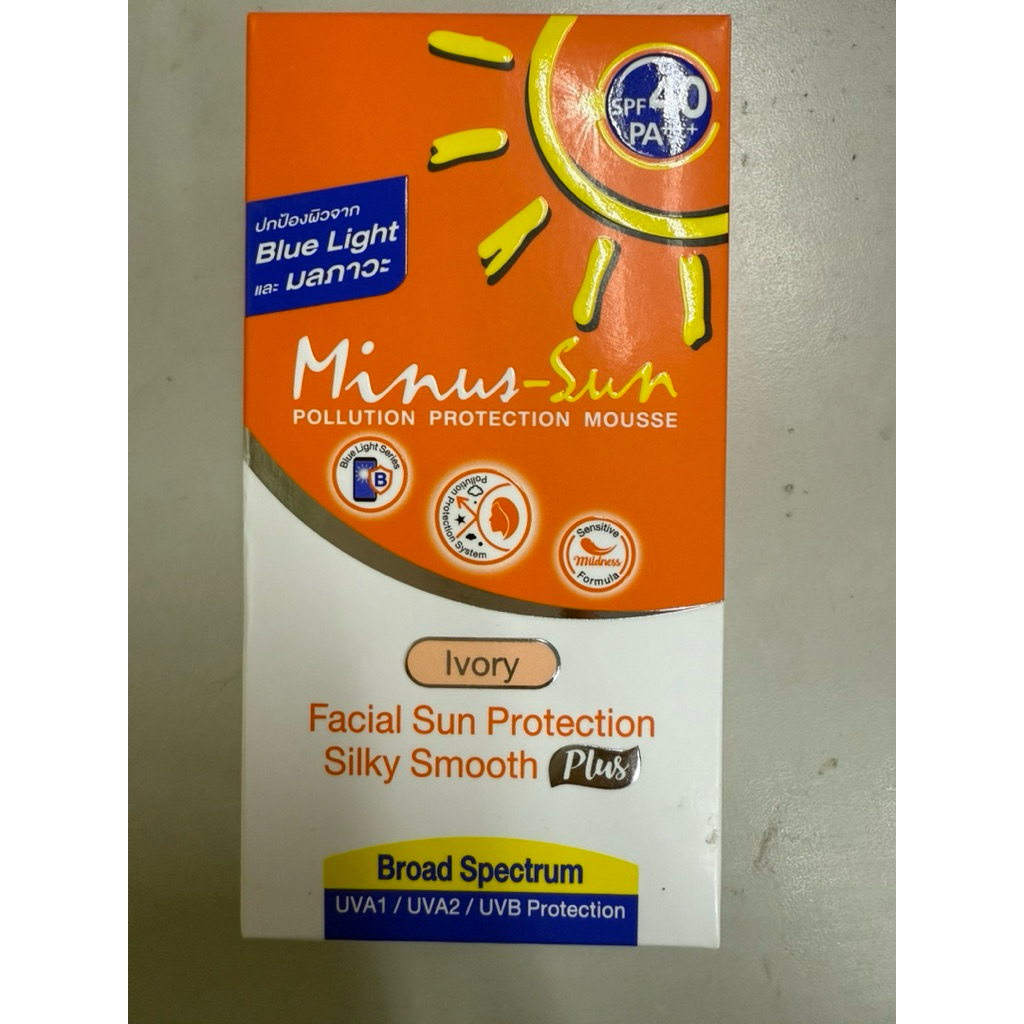 SPF 40
PA+++
ปกป้องผิวจาก
Blue Light
และ มลภาวะ
Minus-Sun
POLLUTION PROTECTION MOUSSE
Blue Light Series
B
Pollution Protection System
Sensitive
Mildness
Formula
Ivory
Facial Sun Protection
Silky Smooth Plus
Broad Spectrum
UVA1 / UVA2 / UVB Protection